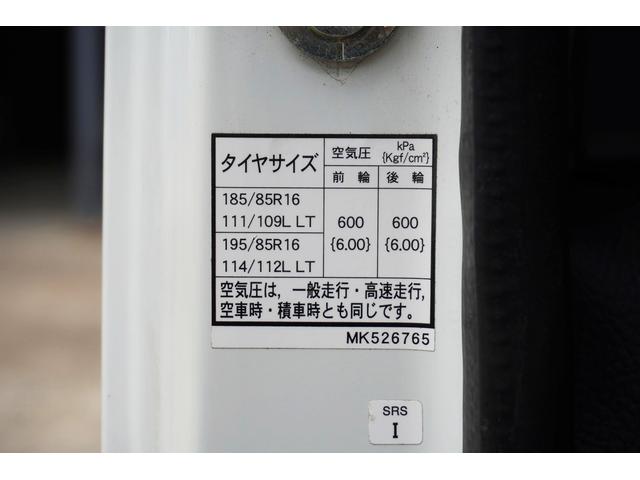 タイヤサイズ 空気圧 kPa
{Kgf/cm²}
前輪 後輪
185/85R16
111/109L LT 600 600
195/85R16 {6.00} {6.00}
114/112L LT
空気圧は，一般走行・高速走行，
空車時・積車時とも同じです。
MK526765
SRS
I